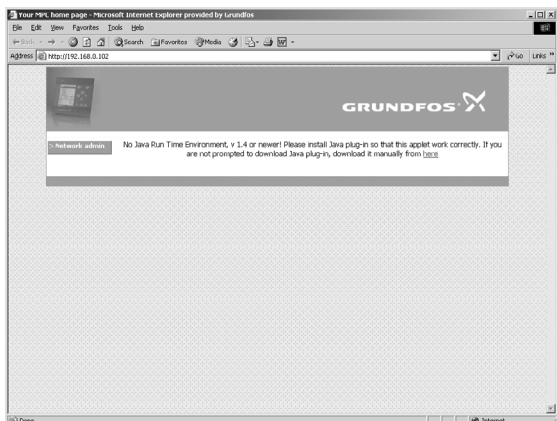 Your MPC home page - Microsoft Internet Explorer provided by Grundfos
File Edit View Favorites Tools Help
Back Search Favorites Media
Address http://192.168.0.102 Go Links »
GRUNDFOS
> Network admin
No Java Run Time Environment, v 1.4 or newer! Please install Java plug-in so that this applet work correctly. If you
are not prompted to download Java plug-in, download it manually from here
Done Internet